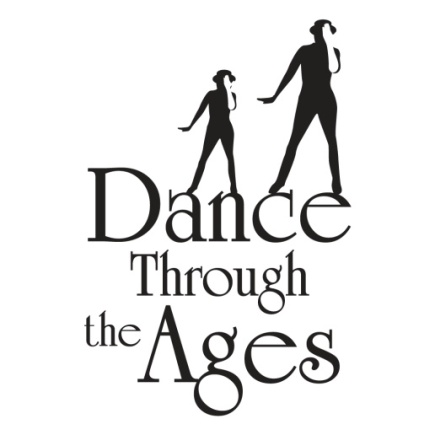 Dance
Through
the Ages